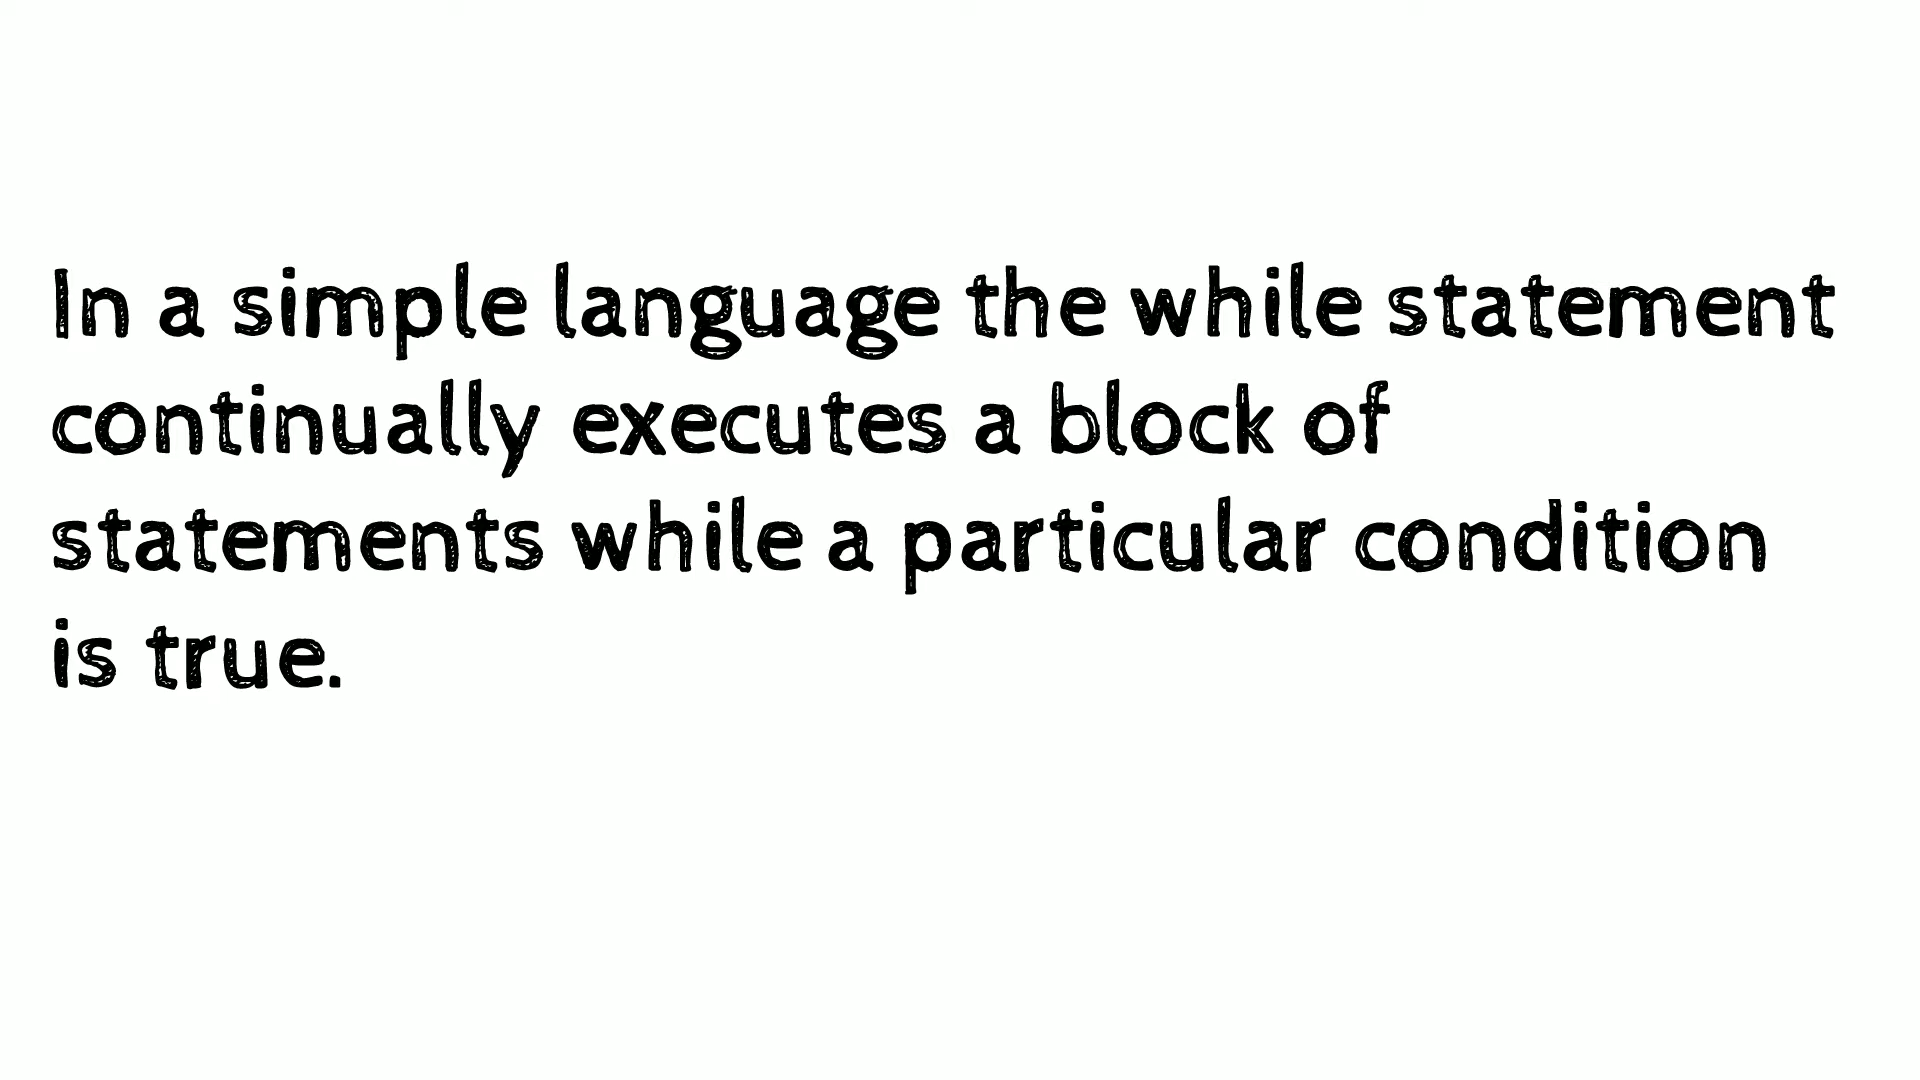 In a simple language the while statement
continually executes a block of
statements while a particular condition
is true.